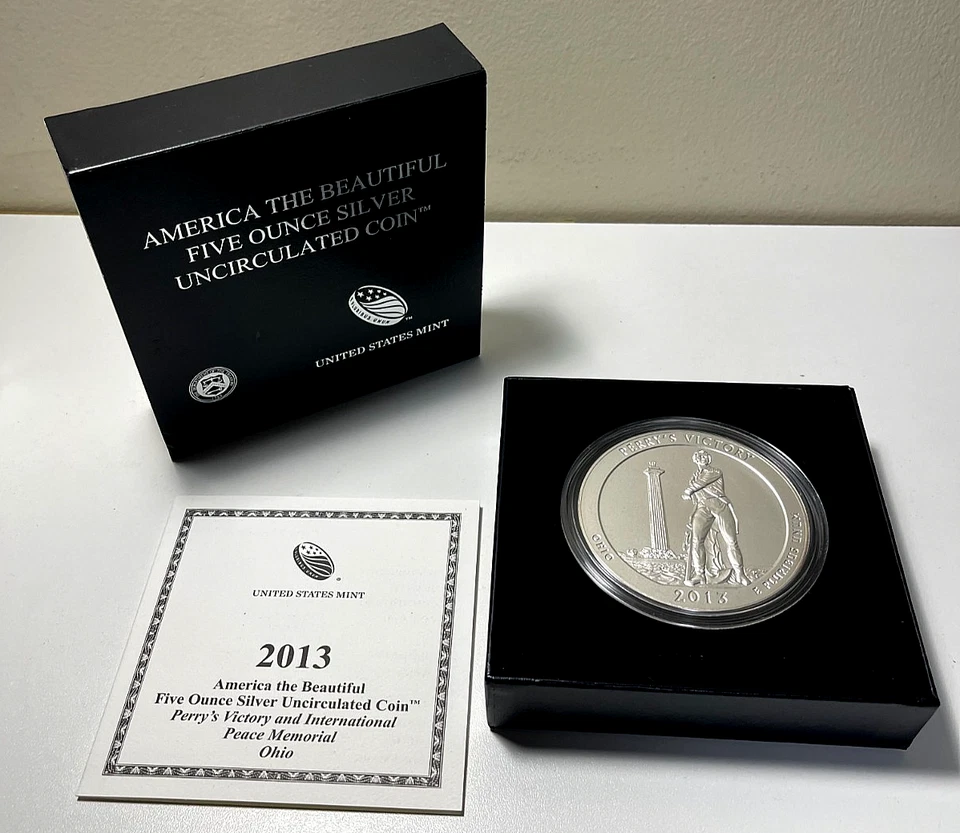 AMERICA THE BEAUTIFUL
FIVE OUNCE SILVER
UNCIRCULATED COIN™
UNITED STATES MINT
UNITED STATES MINT
2013
America the Beautiful
Five Ounce Silver Uncirculated Coin™
Perry's Victory and International
Peace Memorial
Ohio
PERRY'S VICTORY
OHIO
2013
E PLURIBUS UNUM